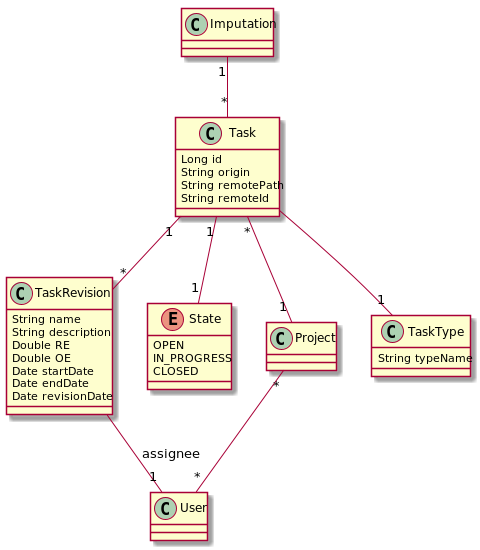 C Imputation
1
*
C Task
Long id
String origin
String remotePath
String remoteId
1
1
*
*
1
1
1
C TaskRevision
String name
String description
Double RE
Double OE
Date startDate
Date endDate
Date revisionDate
E State
OPEN
IN_PROGRESS
CLOSED
C Project
C TaskType
String typeName
*
assignee
1
*
C User